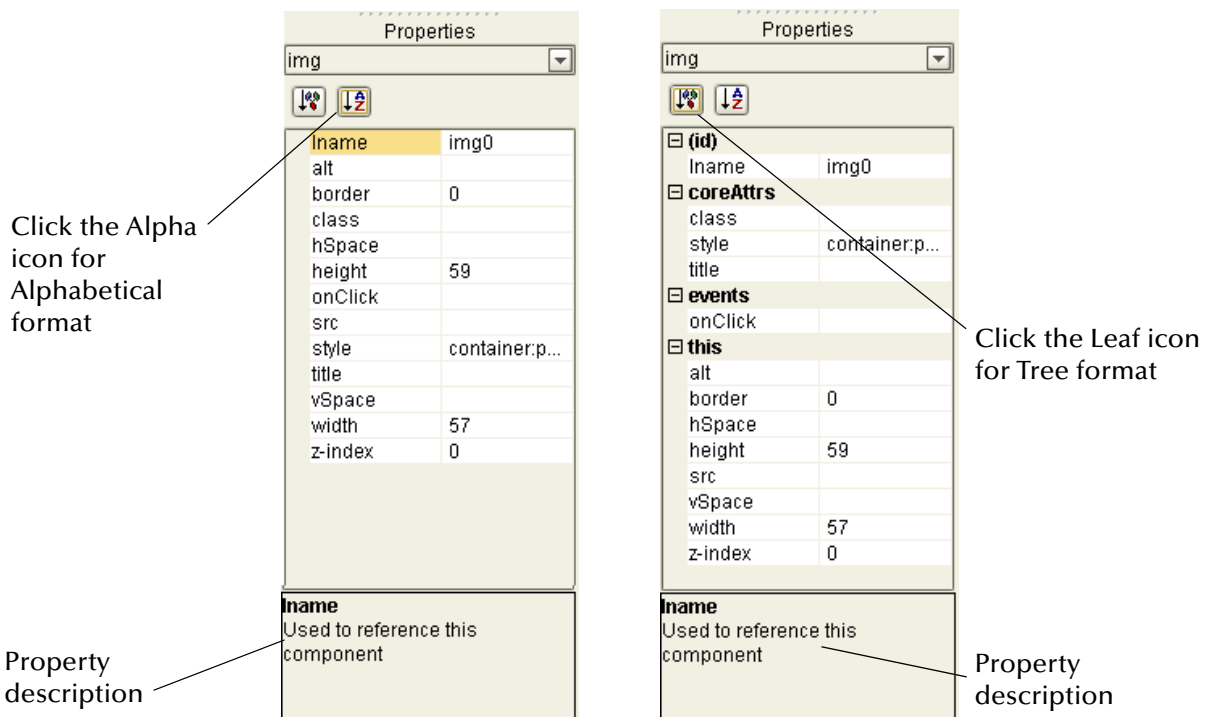 Properties
img
A
Z
lname img0
alt
border 0
class
hSpace
height 59
onClick
src
style container:p...
title
vSpace
width 57
z-index 0
lname
Used to reference this
component
Click the Alpha
icon for
Alphabetical
format
Property
description
Properties
img
A
Z
(id)
lname img0
coreAttrs
class
style container:p...
title
events
onClick
this
alt
border 0
hSpace
height 59
src
vSpace
width 57
z-index 0
lname
Used to reference this
component
Click the Leaf icon
for Tree format
Property
description